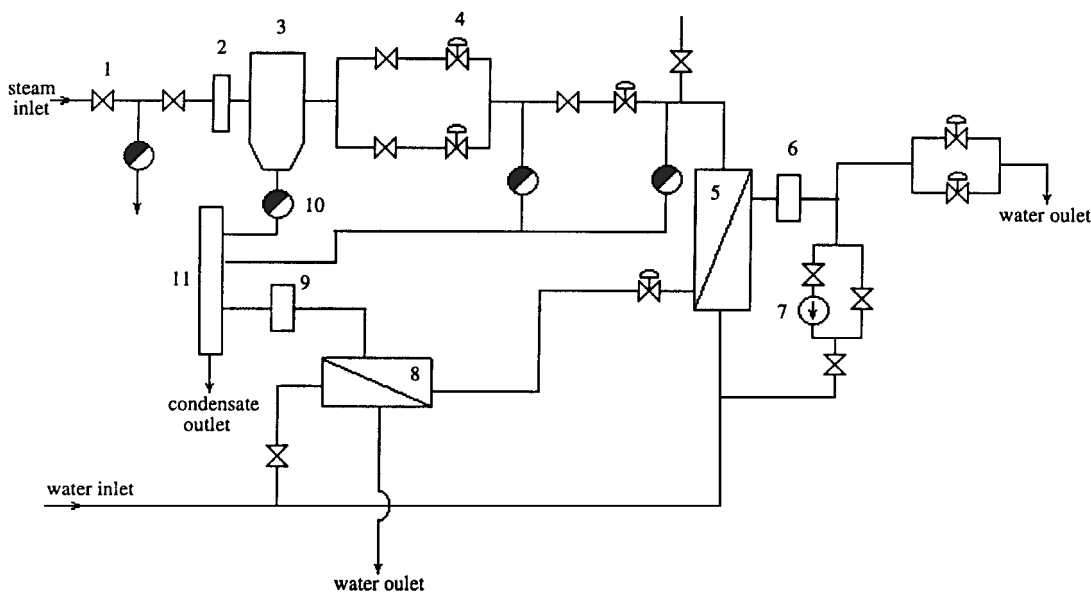 1
2
3
4
steam
inlet
5
6
water oulet
10
11
9
7
8
condensate
outlet
water inlet
water oulet